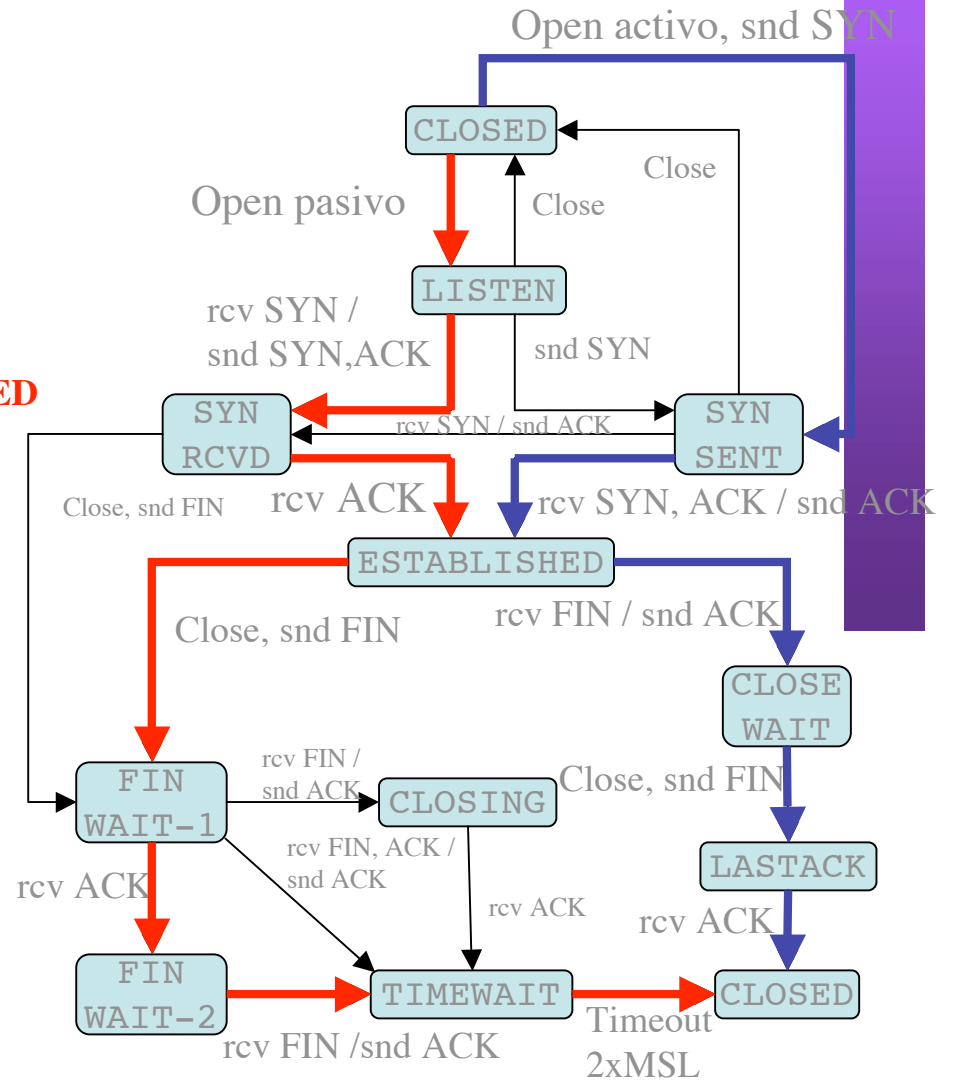 Open activo, snd SYN
CLOSED
Close
Open pasivo
Close
LISTEN
rcv SYN /
snd SYN,ACK
snd SYN
ED
SYN
RCVD
rcv SYN / snd ACK
SYN
SENT
Close, snd FIN
rcv ACK
rcv SYN, ACK / snd ACK
ESTABLISHED
rcv FIN / snd ACK
Close, snd FIN
CLOSE
WAIT
FIN
WAIT-1
rcv FIN /
snd ACK
CLOSING
Close, snd FIN
rcv FIN, ACK /
snd ACK
LASTACK
rcv ACK
rcv ACK
rcv ACK
FIN
WAIT-2
TIMEWAIT
CLOSED
rcv FIN /snd ACK
Timeout
2xMSL